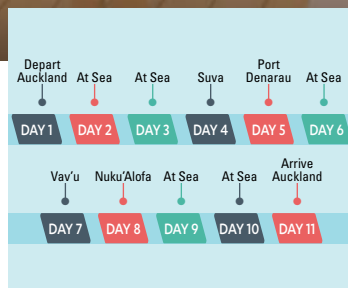 Depart
Auckland
At Sea
At Sea
Suva
Port
Denarau
At Sea
DAY 1
DAY 2
DAY 3
DAY 4
DAY 5
DAY 6
Vav'u
Nuku'Alofa
At Sea
At Sea
Arrive
Auckland
DAY 7
DAY 8
DAY 9
DAY 10
DAY 11